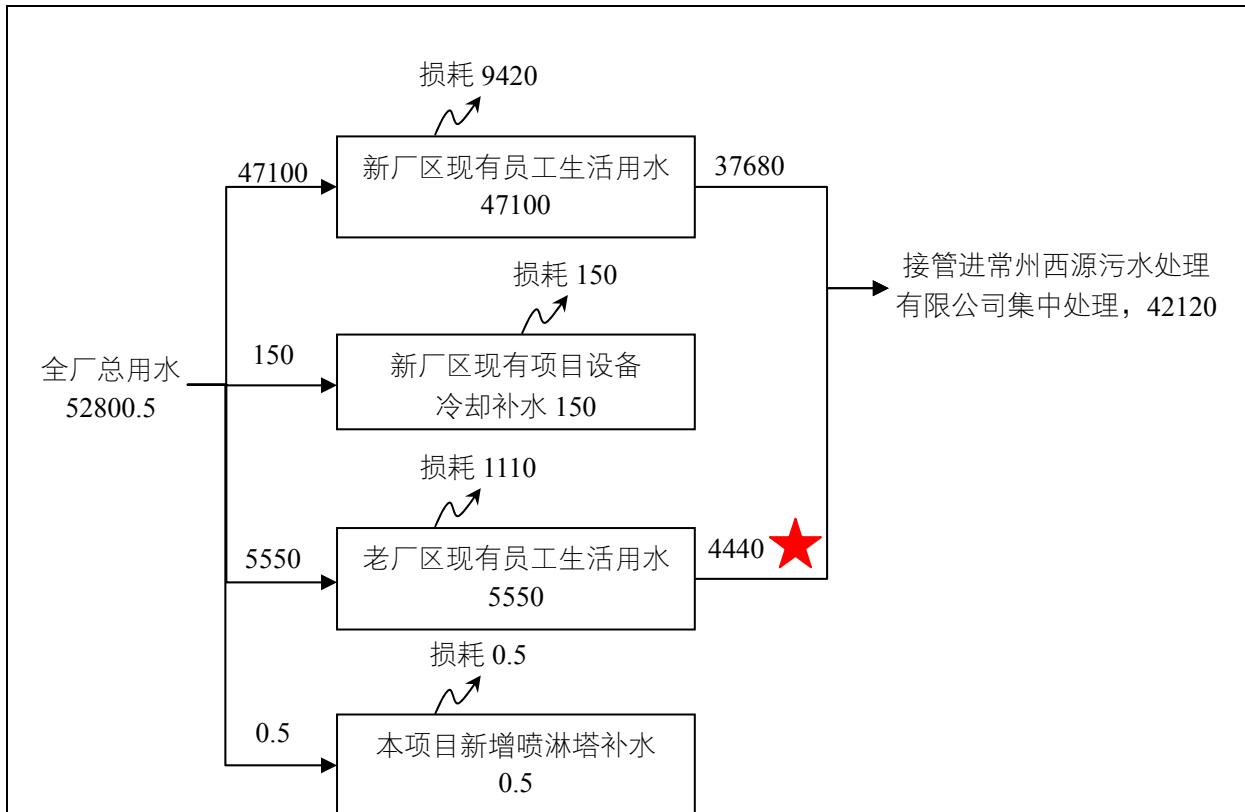 损耗 9420
47100
新厂区现有员工生活用水
47100
37680
损耗 150
150
新厂区现有项目设备
冷却补水 150
接管进常州西源污水处理
有限公司集中处理，42120
全厂总用水
52800.5
损耗 1110
5550
老厂区现有员工生活用水
5550
4440
损耗 0.5
0.5
本项目新增喷淋塔补水
0.5